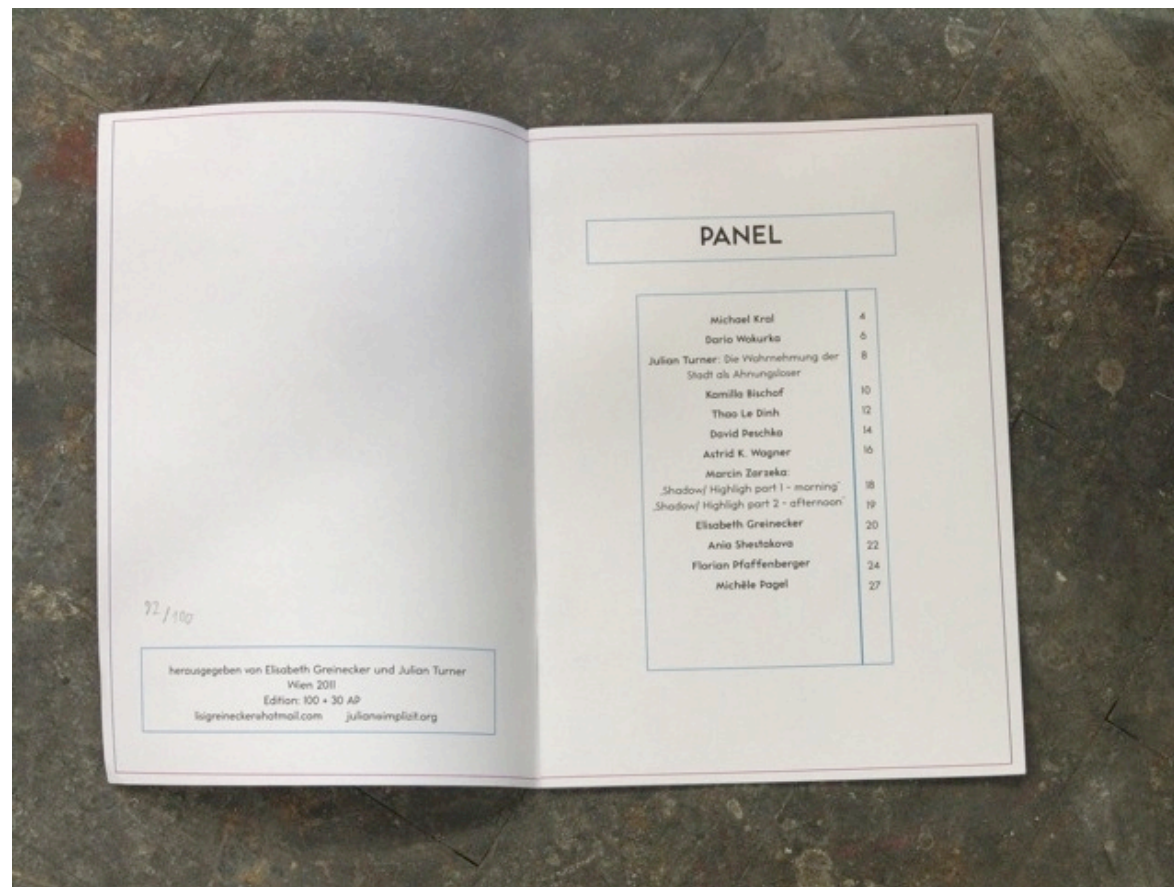 92/100
herausgegeben von Elisabeth Greinecker und Julian Turner
Wien 2011
Edition: 100 + 30 AP
lisigreinecker@hotmail.com julian@implizit.org
PANEL
Michael Kral 4
Dario Wokurka 6
Julian Turner: Die Wahrnehmung der 8
Stadt als Ahnungsloser
Kamilla Bischof 10
Thao Le Dinh 12
David Peschka 14
Astrid K. Wagner 16
Marcin Zarzeka:
‚Shadow/ Highligh part 1 - morning‘ 18
‚Shadow/ Highligh part 2 - afternoon‘ 19
Elisabeth Greinecker 20
Ania Shestakova 22
Florian Pfaffenberger 24
Michèle Pagel 27